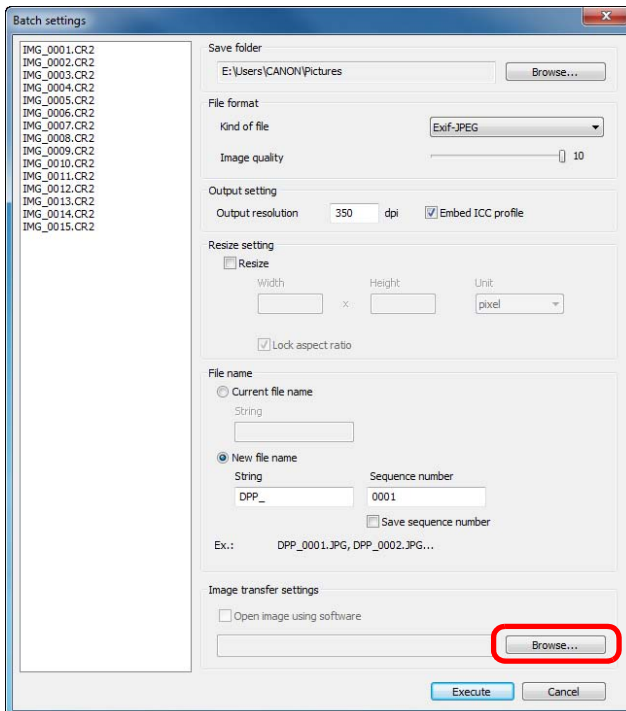 Batch settings
IMG_0001.CR2
IMG_0002.CR2
IMG_0003.CR2
IMG_0004.CR2
IMG_0005.CR2
IMG_0006.CR2
IMG_0007.CR2
IMG_0008.CR2
IMG_0009.CR2
IMG_0010.CR2
IMG_0011.CR2
IMG_0012.CR2
IMG_0013.CR2
IMG_0014.CR2
IMG_0015.CR2
Save folder
E:\Users\CANON\Pictures Browse...
File format
Kind of file Exif-JPEG
Image quality 10
Output setting
Output resolution 350 dpi Embed ICC profile
Resize setting
Resize
Width Height Unit
x pixel
Lock aspect ratio
File name
Current file name
String
New file name
String Sequence number
DPP_ 0001
Save sequence number
Ex.: DPP_0001.JPG, DPP_0002.JPG...
Image transfer settings
Open image using software
Browse...
Execute Cancel